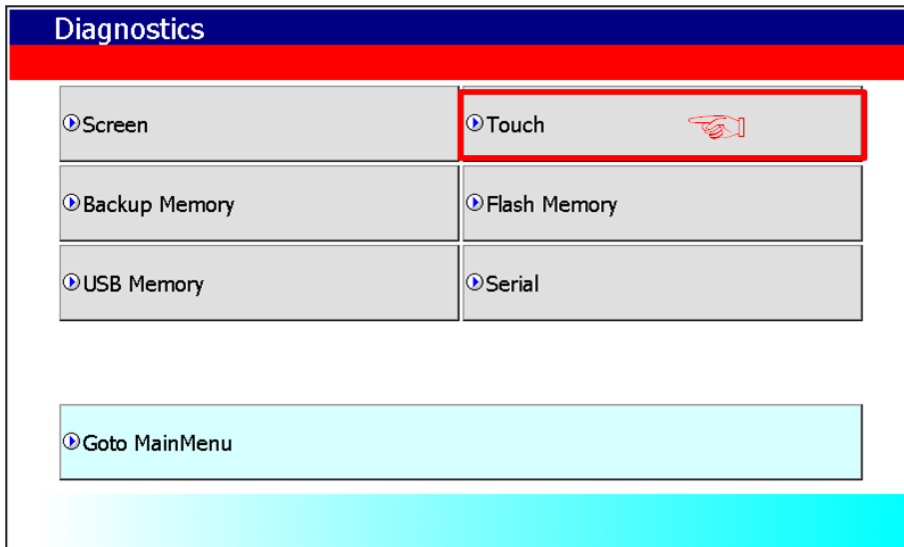 Diagnostics
Screen
Touch
Backup Memory
Flash Memory
USB Memory
Serial
Goto MainMenu